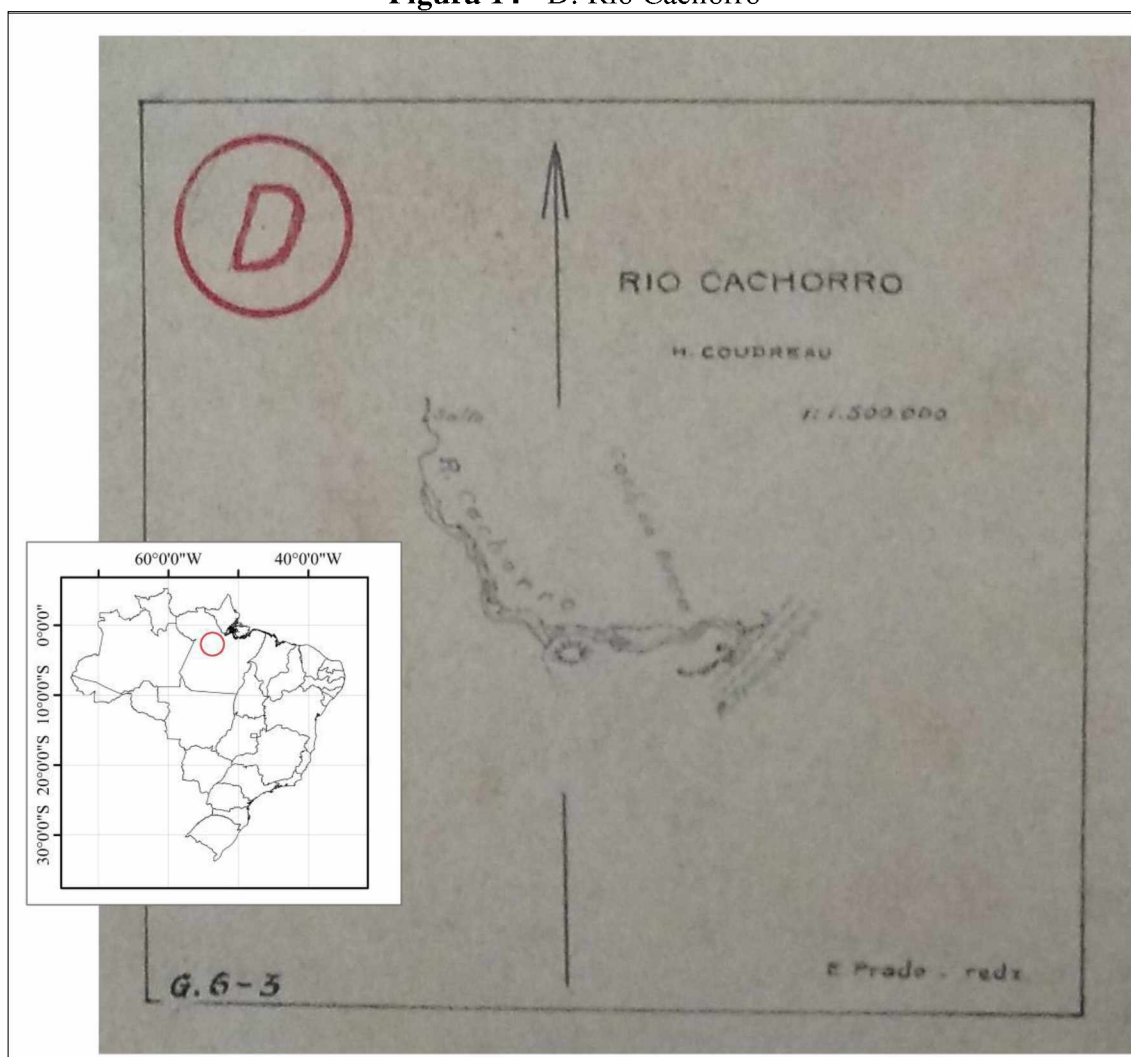 Figura 14 - D. Rio Cachorro
D
RIO CACHORRO
H. COUDREAU
1:1.500.000
Salto
R. Cachorro
60°0'0"W 40°0'0"W
0°0'0"
10°0'0"S
20°0'0"S
30°0'0"S
G.6-3
E Prado - redz